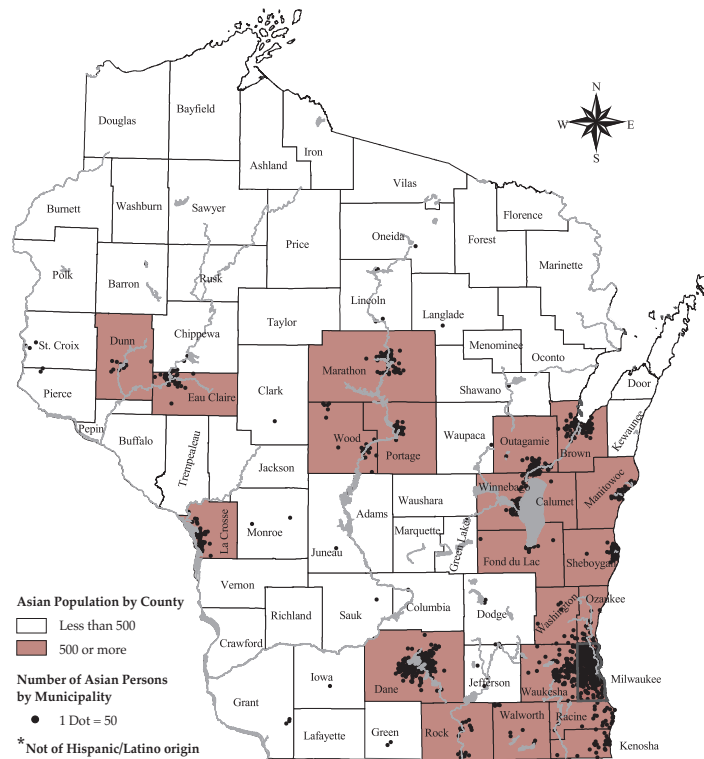 N
W E
S
Douglas
Bayfield
Ashland
Iron
Vilas
Burnett
Washburn
Sawyer
Price
Oneida
Forest
Florence
Marinette
Polk
Barron
Rusk
Lincoln
Langlade
Taylor
Chippewa
Dunn
St. Croix
Menominee
Oconto
Marathon
Pierce
Eau Claire
Clark
Shawano
Door
Pepin
Buffalo
Trempealeau
Wood
Portage
Waupaca
Outagamie
Brown
Kewaunee
Jackson
Winnebago
Calumet
Manitowoc
La Crosse
Monroe
Juneau
Adams
Waushara
Marquette
Green Lake
Fond du Lac
Sheboygan
Vernon
Richland
Sauk
Columbia
Dodge
Washington
Ozaukee
Crawford
Grant
Iowa
Dane
Jefferson
Waukesha
Milwaukee
Lafayette
Green
Rock
Walworth
Racine
Kenosha
Asian Population by County
Less than 500
500 or more
Number of Asian Persons
by Municipality
1 Dot = 50
*Not of Hispanic/Latino origin